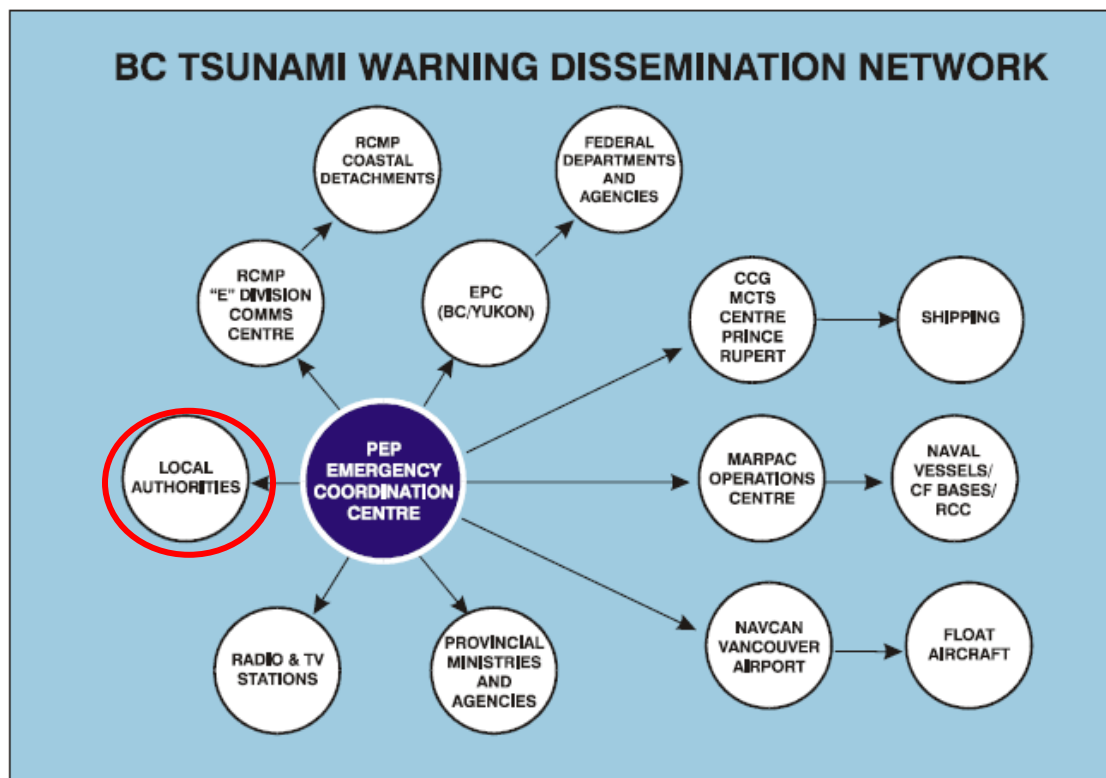 BC TSUNAMI WARNING DISSEMINATION NETWORK
RCMP
COASTAL
DETACHMENTS
FEDERAL
DEPARTMENTS
AND
AGENCIES
RCMP
"E" DIVISION
COMMS
CENTRE
EPC
(BC/YUKON)
CCG
MCTS
CENTRE
PRINCE
RUPERT
SHIPPING
LOCAL
AUTHORITIES
PEP
EMERGENCY
COORDINATION
CENTRE
MARPAC
OPERATIONS
CENTRE
NAVAL
VESSELS/
CF BASES/
RCC
RADIO & TV
STATIONS
PROVINCIAL
MINISTRIES
AND
AGENCIES
NAVCAN
VANCOUVER
AIRPORT
FLOAT
AIRCRAFT